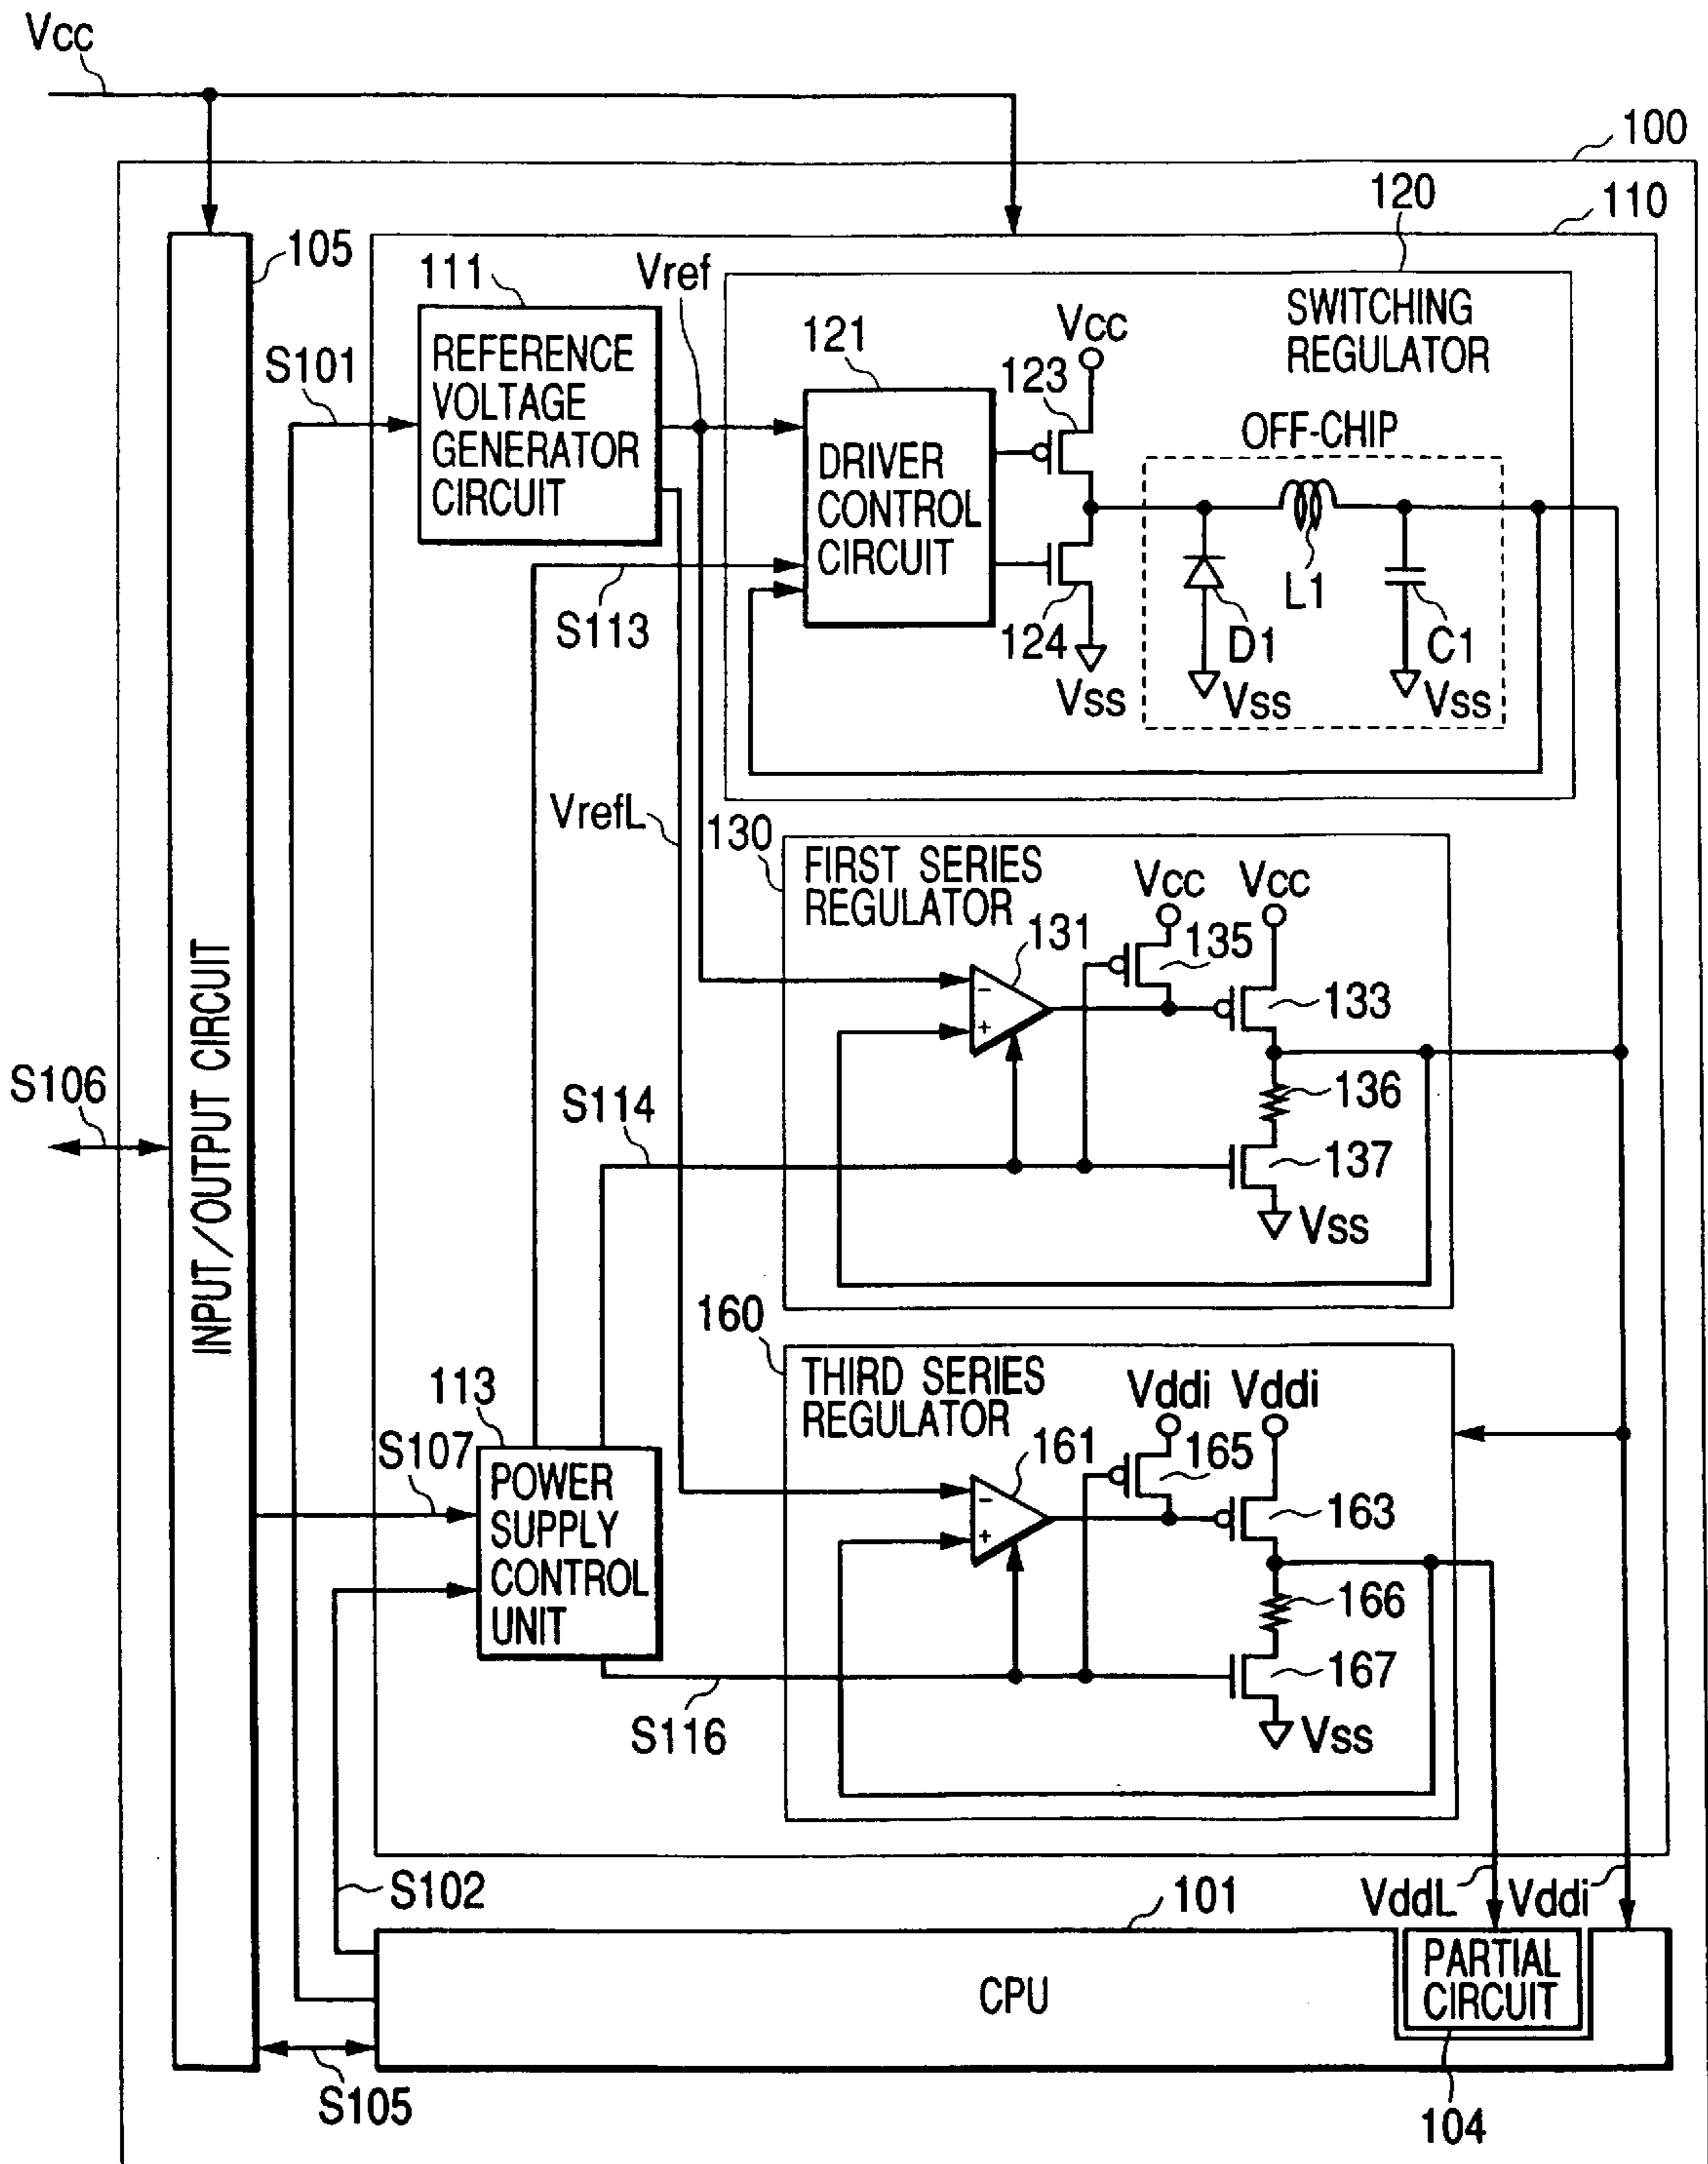 Vcc
100
120
110
105
111
Vref
SWITCHING
REGULATOR
Vcc
121
123
S101
REFERENCE
VOLTAGE
GENERATOR
CIRCUIT
OFF-CHIP
DRIVER
CONTROL
CIRCUIT
L1
S113
124
D1
C1
Vss
Vss
Vss
VrefL
130
FIRST SERIES
REGULATOR
Vcc
Vcc
131
135
-
+
133
INPUT/OUTPUT CIRCUIT
S106
136
S114
137
Vss
160
THIRD SERIES
REGULATOR
Vddi
Vddi
113
S107
161
165
POWER
SUPPLY
CONTROL
UNIT
-
+
163
166
167
S116
Vss
S102
101
VddL
Vddi
CPU
PARTIAL
CIRCUIT
S105
104